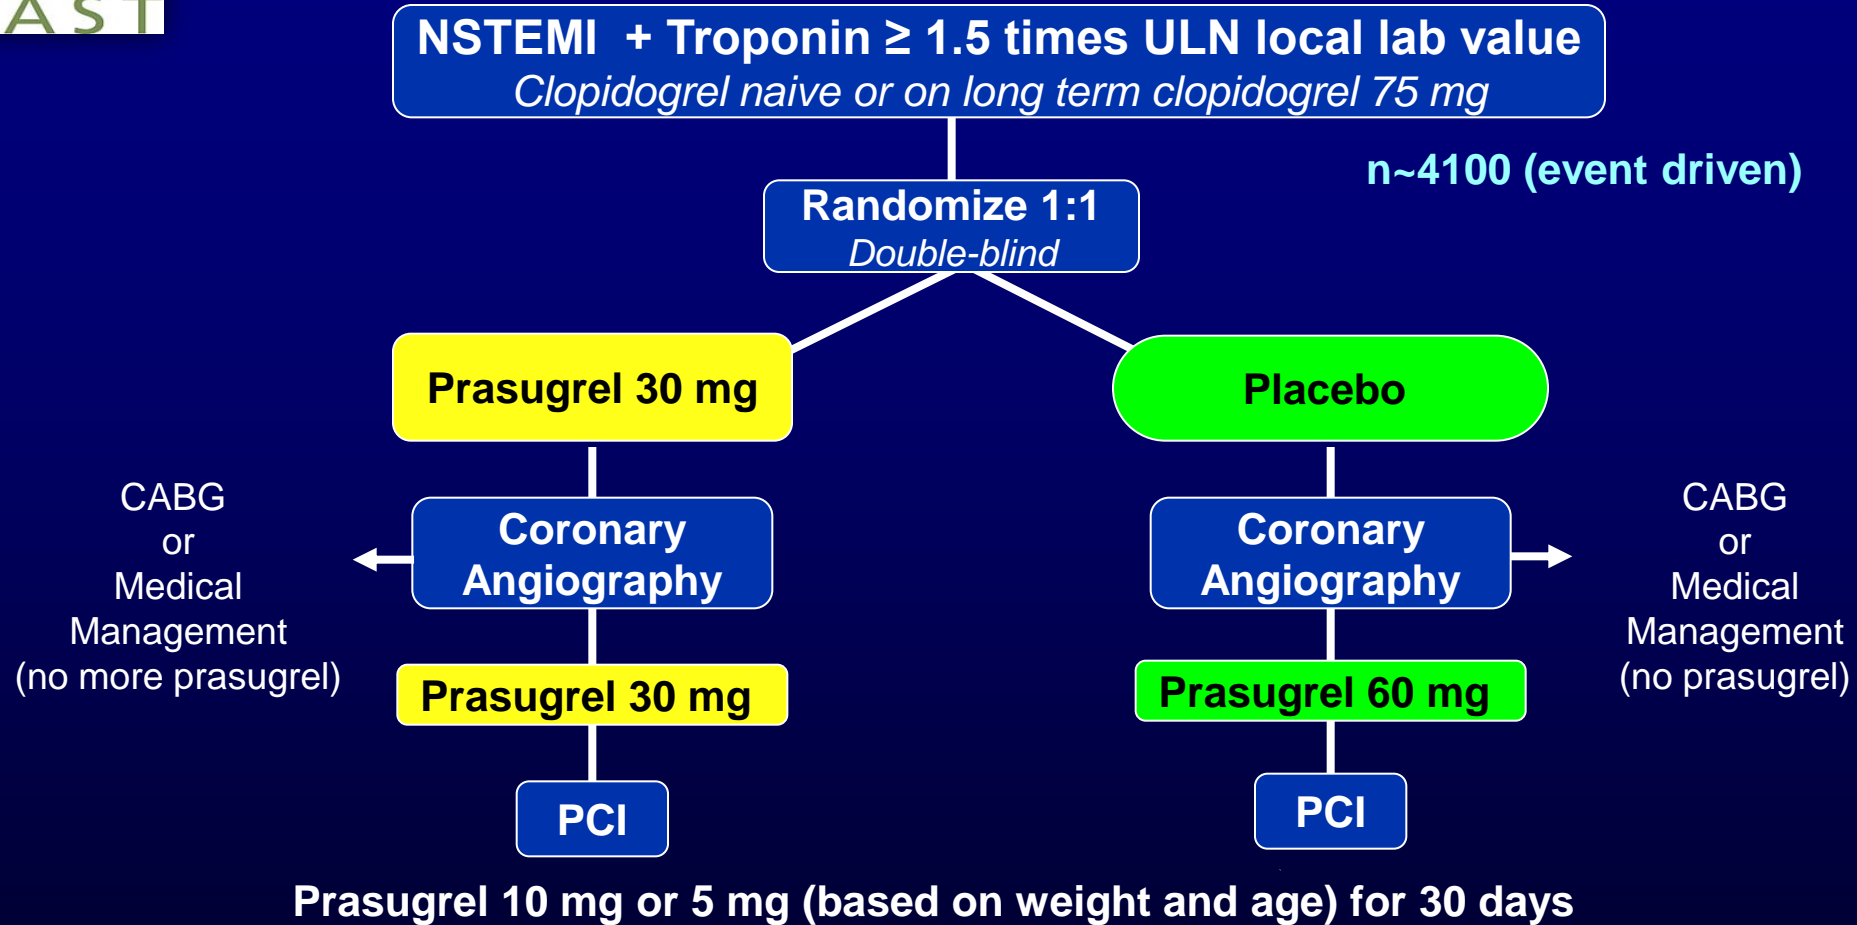 AST
NSTEMI + Troponin ≥ 1.5 times ULN local lab value
Clopidogrel naive or on long term clopidogrel 75 mg
n~4100 (event driven)
Randomize 1:1
Double-blind
Prasugrel 30 mg
Placebo
CABG
or
Medical
Management
(no more prasugrel)
Coronary
Angiography
Coronary
Angiography
CABG
or
Medical
Management
(no prasugrel)
Prasugrel 30 mg
Prasugrel 60 mg
PCI
PCI
Prasugrel 10 mg or 5 mg (based on weight and age) for 30 days